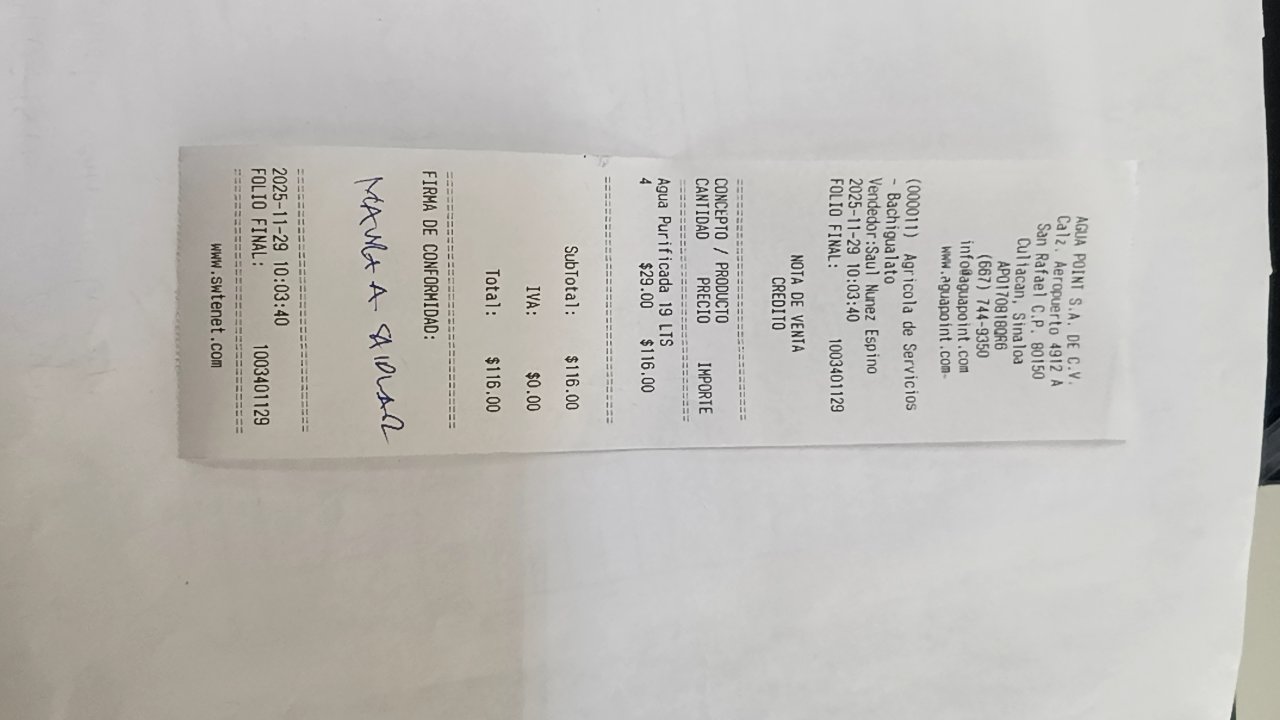 AGUA POINT S.A. DE C.V.
Calz. Aeropuerto 4912 A
San Rafael C.P. 80150
Culiacan, Sinaloa
APO170818QR6
(667) 744-9350
info@aguapoint.com
www.aguapoint.com-
(000011) Agricola de Servicios
- Bachigualato
Vendedor:Saul Nunez Espino
2025-11-29 10:03:40
FOLIO FINAL: 1003401129
NOTA DE VENTA
CREDITO
CONCEPTO / PRODUCTO
CANTIDAD PRECIO IMPORTE
Agua Purificada 19 LTS
4 $29.00 $116.00
SubTotal: $116.00
IVA: $0.00
Total: $116.00
FIRMA DE CONFORMIDAD:
2025-11-29 10:03:40
FOLIO FINAL: 1003401129
www.swtenet.com